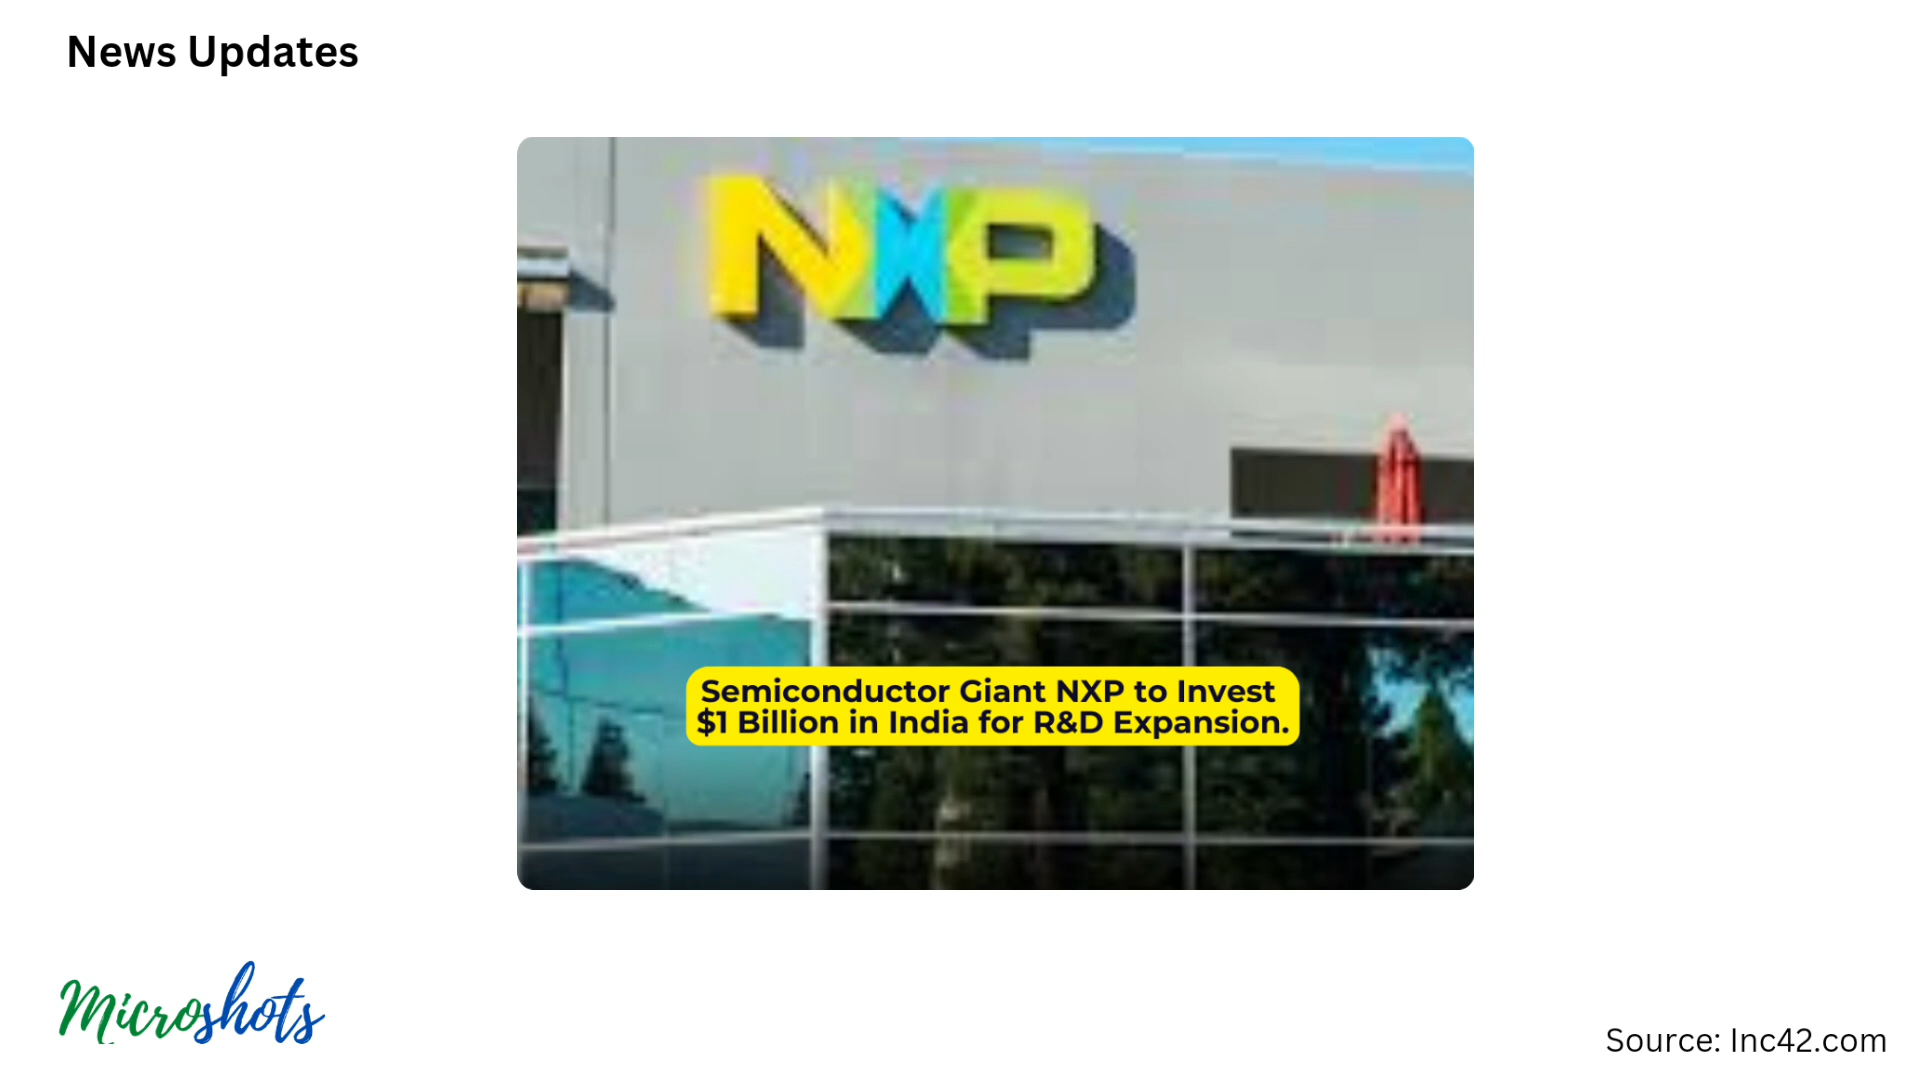 News Updates
NXP
Semiconductor Giant NXP to Invest
$1 Billion in India for R&D Expansion.
Microshots
Source: Inc42.com